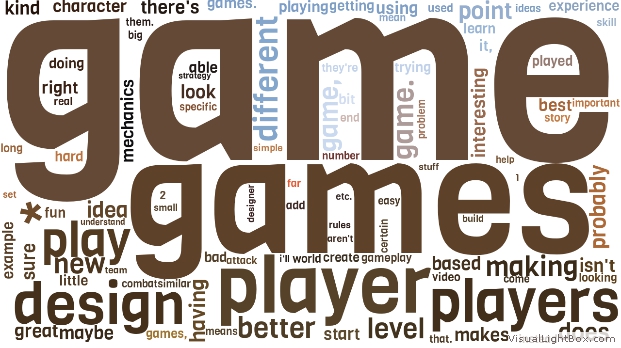 kind character there's games. playing getting using point used ideas experience
them. mean learn skill
big it,
game
doing able different they're trying played
strategy
right look game, bit game. interesting best important
real specific end problem story
mechanics
long hard simple number help
stuff
games
set 2 designer far etc. easy 1 probably
small add
* fun idea rules certain build
understand aren't
example sure play
new team bad attack i'll world create gameplay based making isn't
little combat similar player video come looking
design having players
great maybe games, means better start level that. makes does
VisualLightBox.com